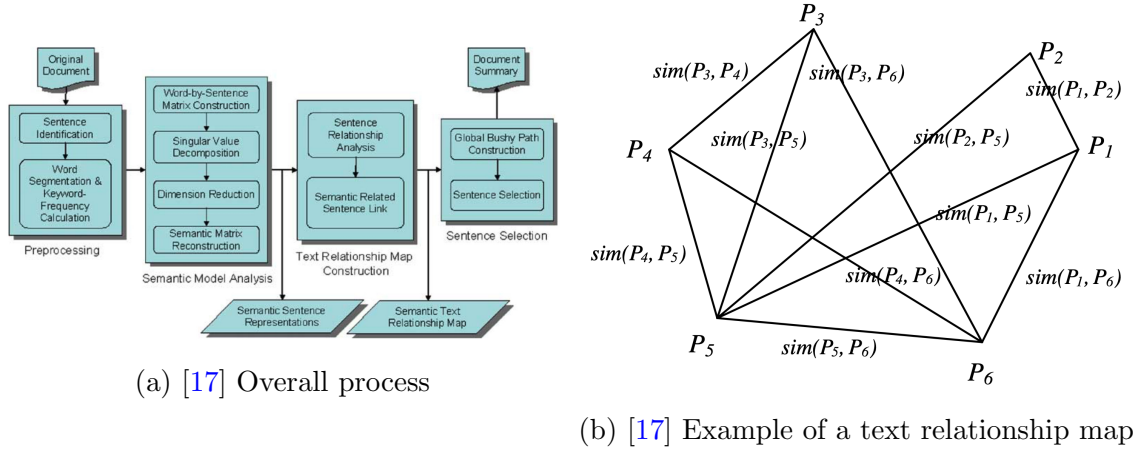 Original
Document
Sentence
Identification
Word
Segmentation &
Keyword-
Frequency
Calculation
Preprocessing
Word-by-Sentence
Matrix Construction
Singular Value
Decomposition
Dimension Reduction
Semantic Matrix
Reconstruction
Semantic Model Analysis
Sentence
Relationship
Analysis
Semantic Related
Sentence Link
Text Relationship Map
Construction
Document
Summary
Global Bushy Path
Construction
Sentence Selection
Sentence Selection
Semantic Sentence
Representations
Semantic Text
Relationship Map
(a) [17] Overall process
P3
P2
sim(P3, P4)
sim(P3, P6)
sim(P1, P2)
P4
sim(P3, P5)
sim(P2, P5)
P1
sim(P1, P5)
sim(P4, P5)
sim(P4, P6)
sim(P1, P6)
P5
sim(P5, P6)
P6
(b) [17] Example of a text relationship map